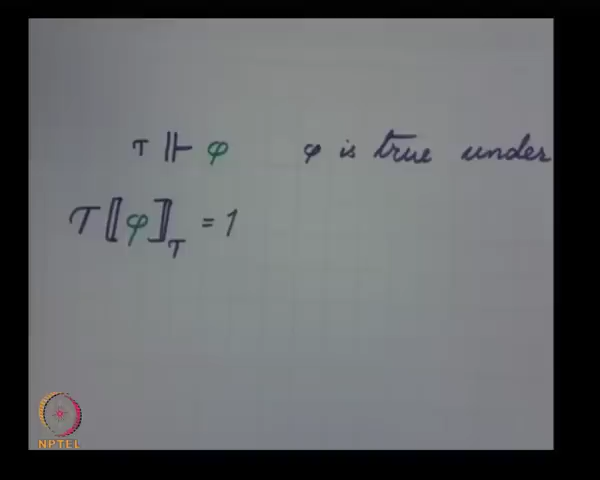 τ ⊩ φ φ is true under
T⟦φ⟧τ = 1
NPTEL